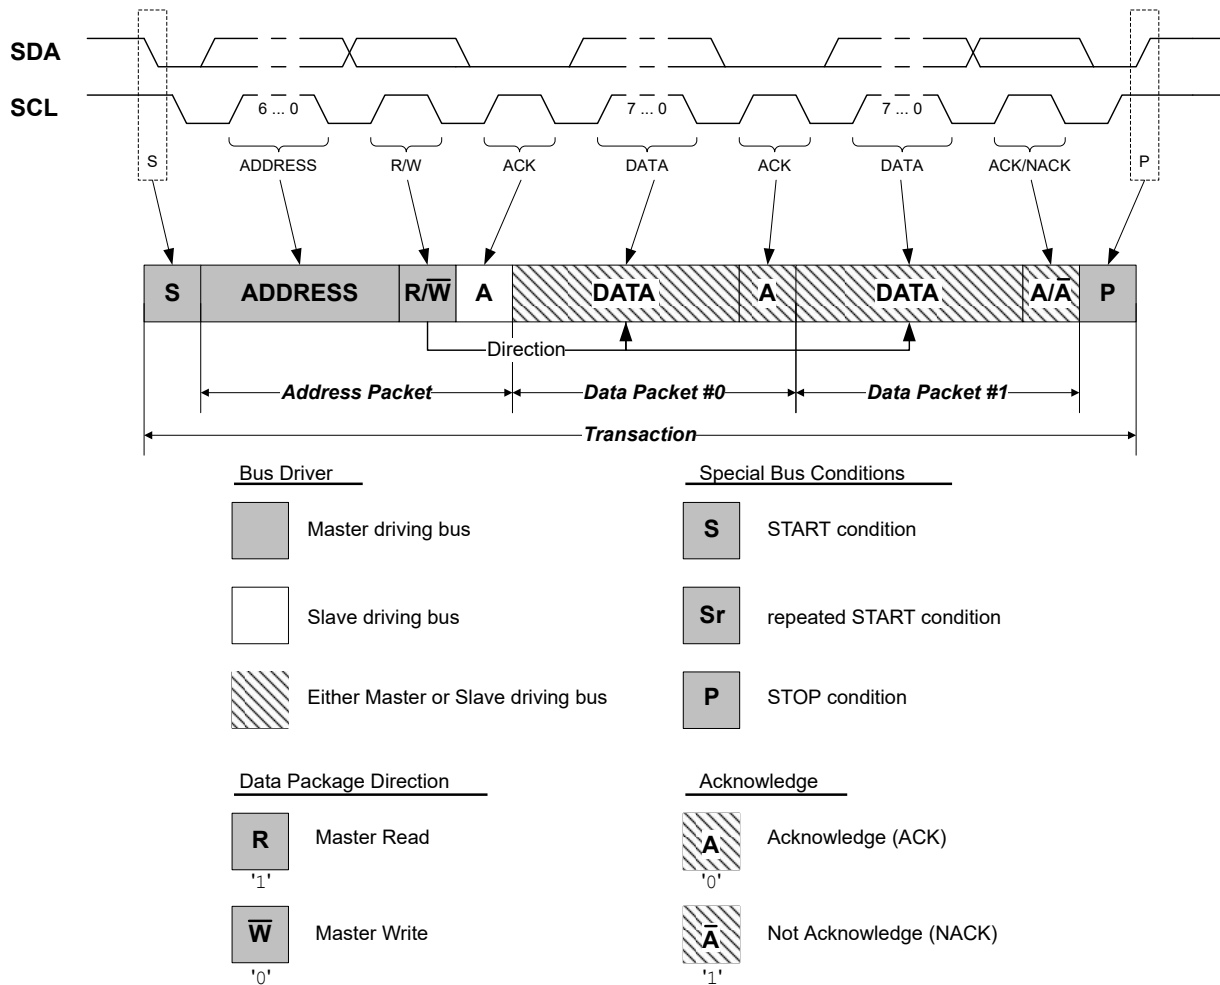 SDA
SCL
6 ... 0
7 ... 0
7 ... 0
S
ADDRESS
R/W
ACK
DATA
ACK
DATA
ACK/NACK
P
S
ADDRESS
R/W̅
A
DATA
A
DATA
A/A̅
P
Direction
Address Packet
Data Packet #0
Data Packet #1
Transaction
Bus Driver
Special Bus Conditions
Master driving bus
S
START condition
Slave driving bus
Sr
repeated START condition
Either Master or Slave driving bus
P
STOP condition
Data Package Direction
Acknowledge
R
Master Read
'1'
A
Acknowledge (ACK)
'0'
W̅
Master Write
'0'
A̅
Not Acknowledge (NACK)
'1'